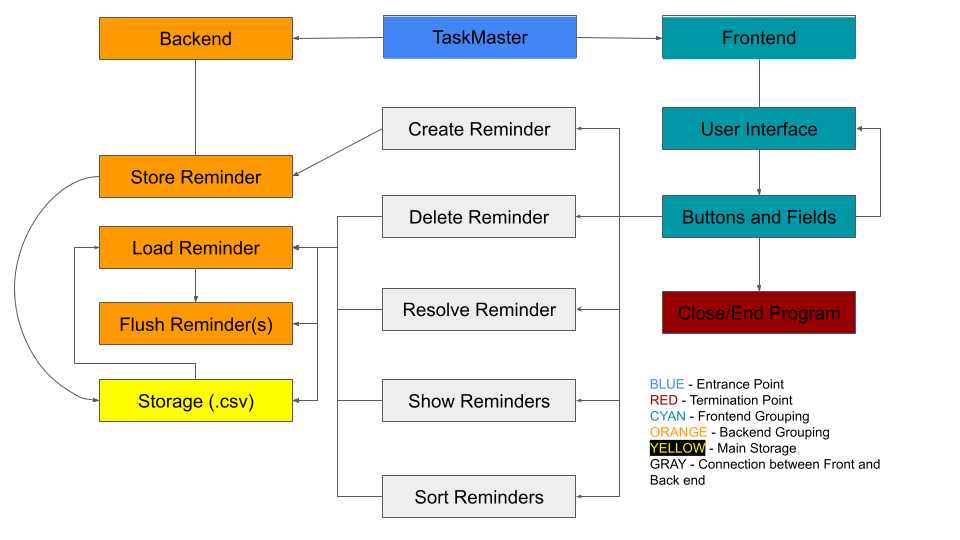 Backend
TaskMaster
Frontend
Create Reminder
User Interface
Store Reminder
Delete Reminder
Buttons and Fields
Load Reminder
Resolve Reminder
Close/End Program
Flush Reminder(s)
Storage (.csv)
Show Reminders
Sort Reminders
BLUE - Entrance Point
RED - Termination Point
CYAN - Frontend Grouping
ORANGE - Backend Grouping
YELLOW - Main Storage
GRAY - Connection between Front and
Back end